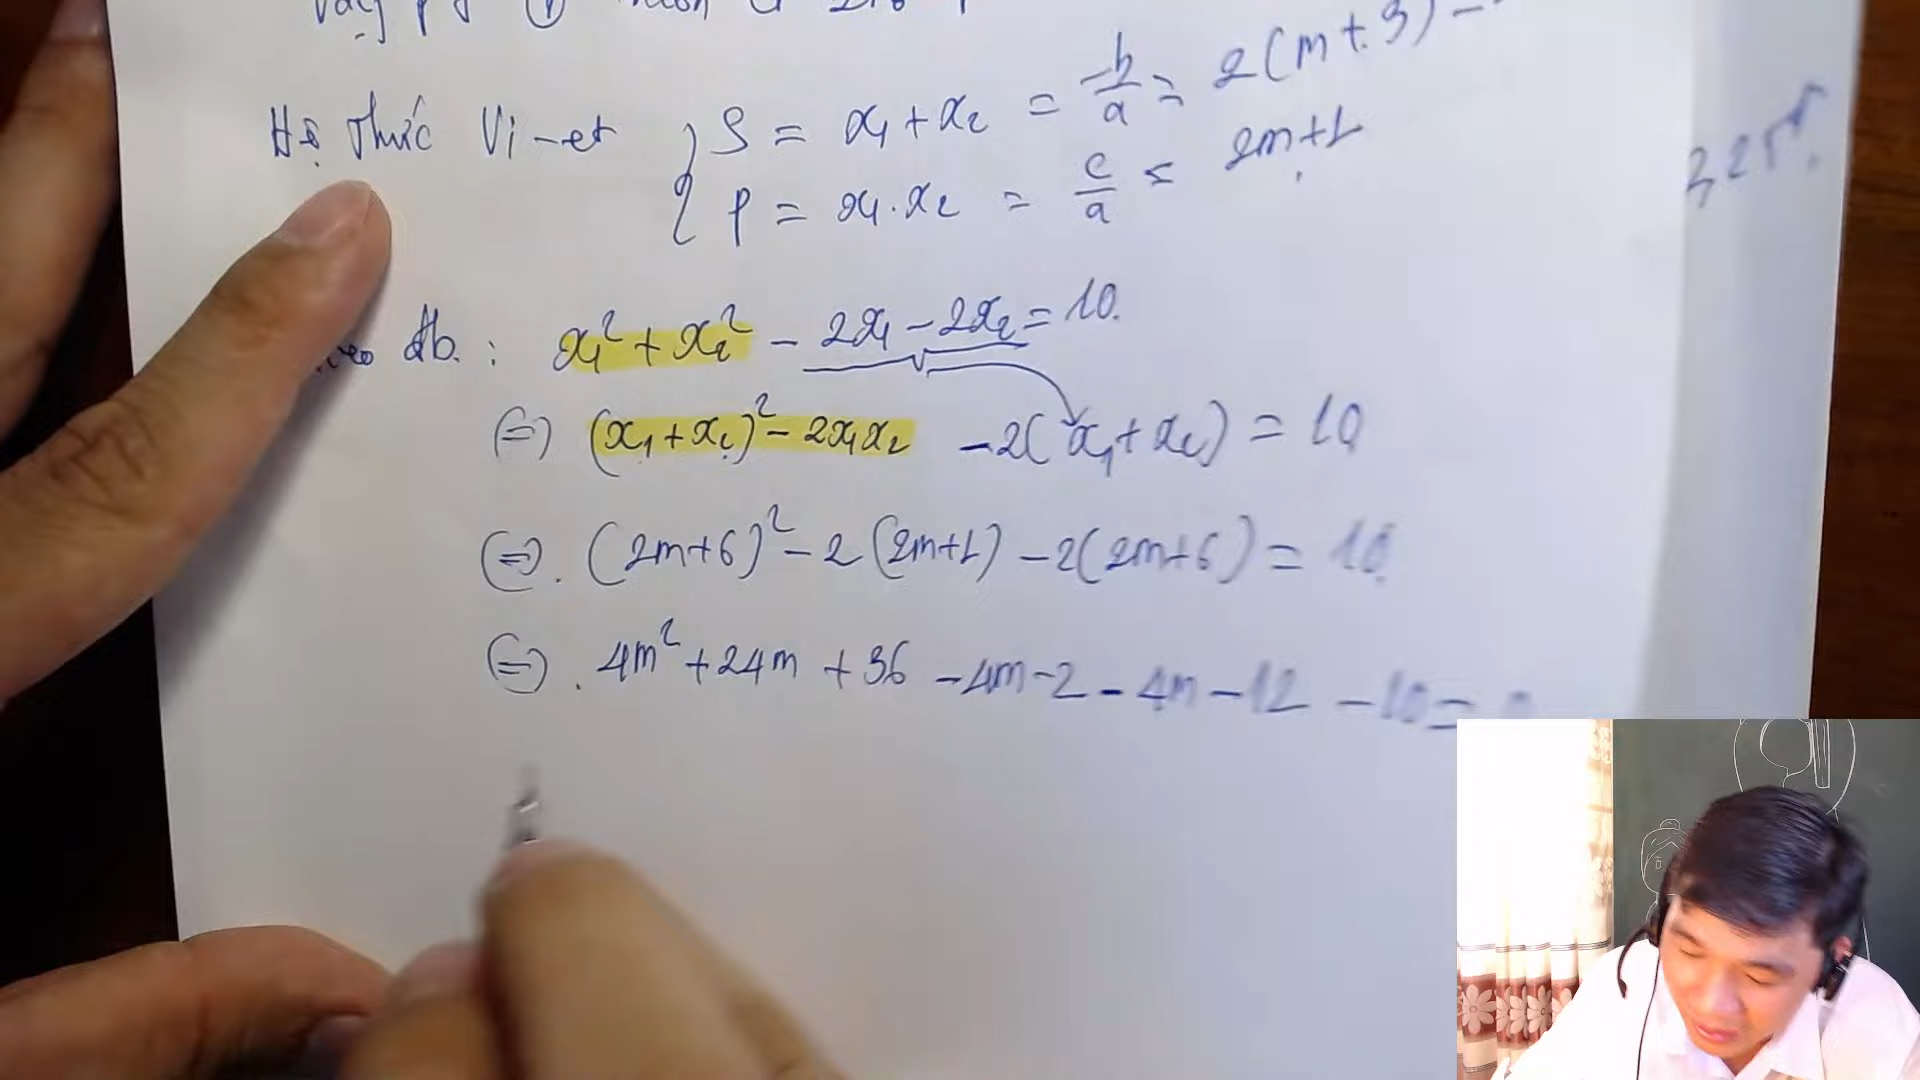 Hệ thức Vi-et { S = x₁ + x₂ = -b/a = 2(m+3)
P = x₁.x₂ = c/a = 2m+1
đb. : x₁² + x₂² - 2x₁ - 2x₂ = 10.
(=) (x₁+x₂)² - 2x₁x₂ - 2(x₁+x₂) = 10
(=). (2m+6)² - 2(2m+1) - 2(2m+6) = 10.
(=). 4m² + 24m + 36 - 4m - 2 - 4m - 12 - 10 = 0